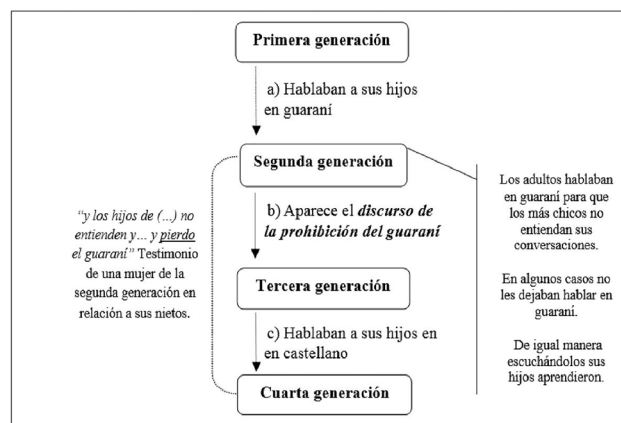 Primera generación
a) Hablaban a sus hijos
en guaraní
Segunda generación
b) Aparece el discurso de
la prohibición del guaraní
Tercera generación
c) Hablaban a sus hijos en
en castellano
Cuarta generación
“y los hijos de (...) no
entienden y... y pierdo
el guaraní” Testimonio
de una mujer de la
segunda generación en
relación a sus nietos.
Los adultos hablaban
en guaraní para que
los más chicos no
entiendan sus
conversaciones.
En algunos casos no
les dejaban hablar en
guaraní.
De igual manera
escuchándolos sus
hijos aprendieron.